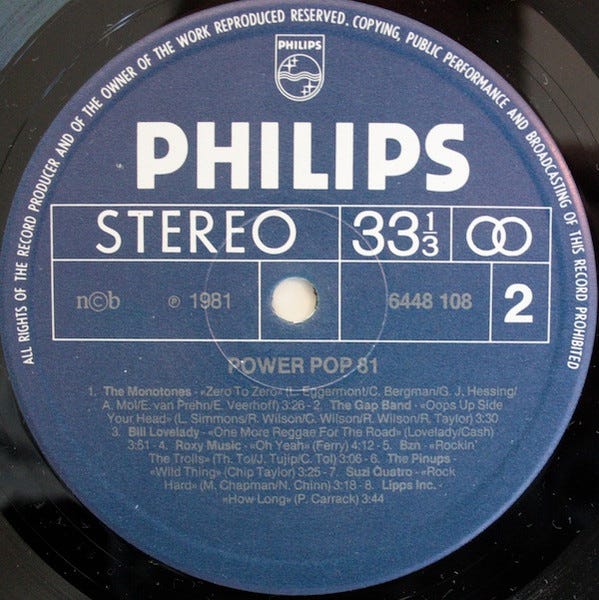 ALL RIGHTS OF THE RECORD PRODUCER AND OF THE OWNER OF THE WORK REPRODUCED RESERVED. COPYING, PUBLIC PERFORMANCE AND BROADCASTING OF THIS RECORD PROHIBITED
PHILIPS
PHILIPS
STEREO 33 1/3
n©b ℗ 1981 6448 108 2
POWER POP 81
1. The Monotones - «Zero To Zero» (L. Eggermont/C. Bergman/G. J. Hessing/
A. Mol/E. van Prehn/E. Veerhoff) 3:26 - 2. The Gap Band - «Oops Up Side
Your Head» (L. Simmons/R. Wilson/C. Wilson/R. Wilson/R. Taylor) 3:30
3. Bill Lovelady - «One More Reggae For The Road» (Lovelady/Cash)
3:51 - 4. Roxy Music - «Oh Yeah» (Ferry) 4:12 - 5. Bzn - «Rockin'
The Trolls» (Th. Tol/J. Tujip/C. Tol) 3:06 - 6. The Pinups -
«Wild Thing» (Chip Taylor) 3:25 - 7. Suzi Quatro - «Rock
Hard» (M. Chapman/N. Chinn) 3:18 - 8. Lipps Inc. -
«How Long» (P. Carrack) 3:44